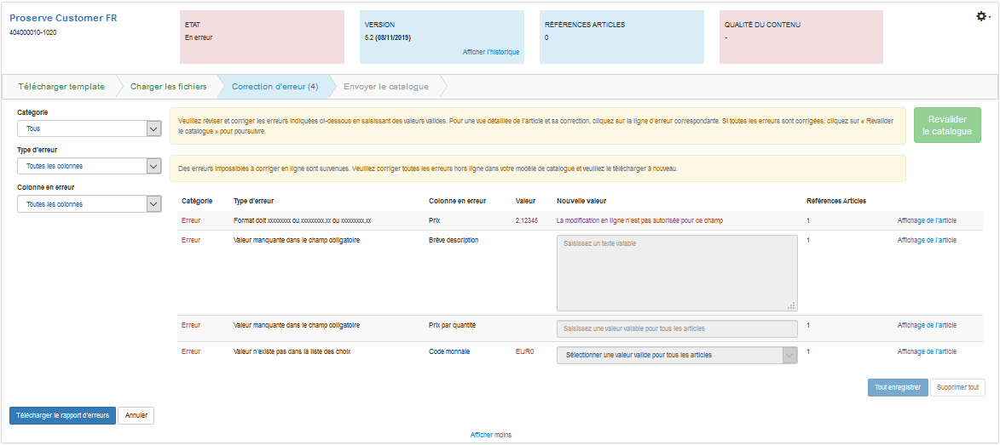 Proserve Customer FR
404000010-1020
ETAT
En erreur
VERSION
5.2 (08/11/2019)
Afficher l'historique
RÉFÉRENCES ARTICLES
0
QUALITÉ DU CONTENU
-
Télécharger template
Charger les fichiers
Correction d'erreur (4)
Envoyer le catalogue
Catégorie
Tous
Type d'erreur
Toutes les colonnes
Colonne en erreur
Toutes les colonnes
Veuillez réviser et corriger les erreurs indiquées ci-dessous en saisissant des valeurs valides. Pour une vue détaillée de l'article et sa correction, cliquez sur la ligne d'erreur correspondante. Si toutes les erreurs sont corrigées, cliquez sur « Revalider
le catalogue » pour poursuivre.
Revalider
le catalogue
Des erreurs impossibles à corriger en ligne sont survenues. Veuillez corriger toutes les erreurs hors ligne dans votre modèle de catalogue et veuillez le télécharger à nouveau.
Catégorie Type d'erreur Colonne en erreur Valeur Nouvelle valeur Références Articles
Erreur Format doit xxxxxxxxx ou xxxxxxxxx.xx ou xxxxxxxxx,xx Prix 2,12345 La modification en ligne n'est pas autorisée pour ce champ 1 Affichage de l'article
Erreur Valeur manquante dans le champ obligatoire Brève description Saisissez un texte valable 1 Affichage de l'article
Erreur Valeur manquante dans le champ obligatoire Prix par quantité Saisissez une valeur valable pour tous les articles 1 Affichage de l'article
Erreur Valeur n'existe pas dans la liste des choix Code monnaie EURO Sélectionner une valeur valide pour tous les articles 1 Affichage de l'article
Tout enregistrer Supprimer tout
Télécharger le rapport d'erreurs Annuler
Afficher moins